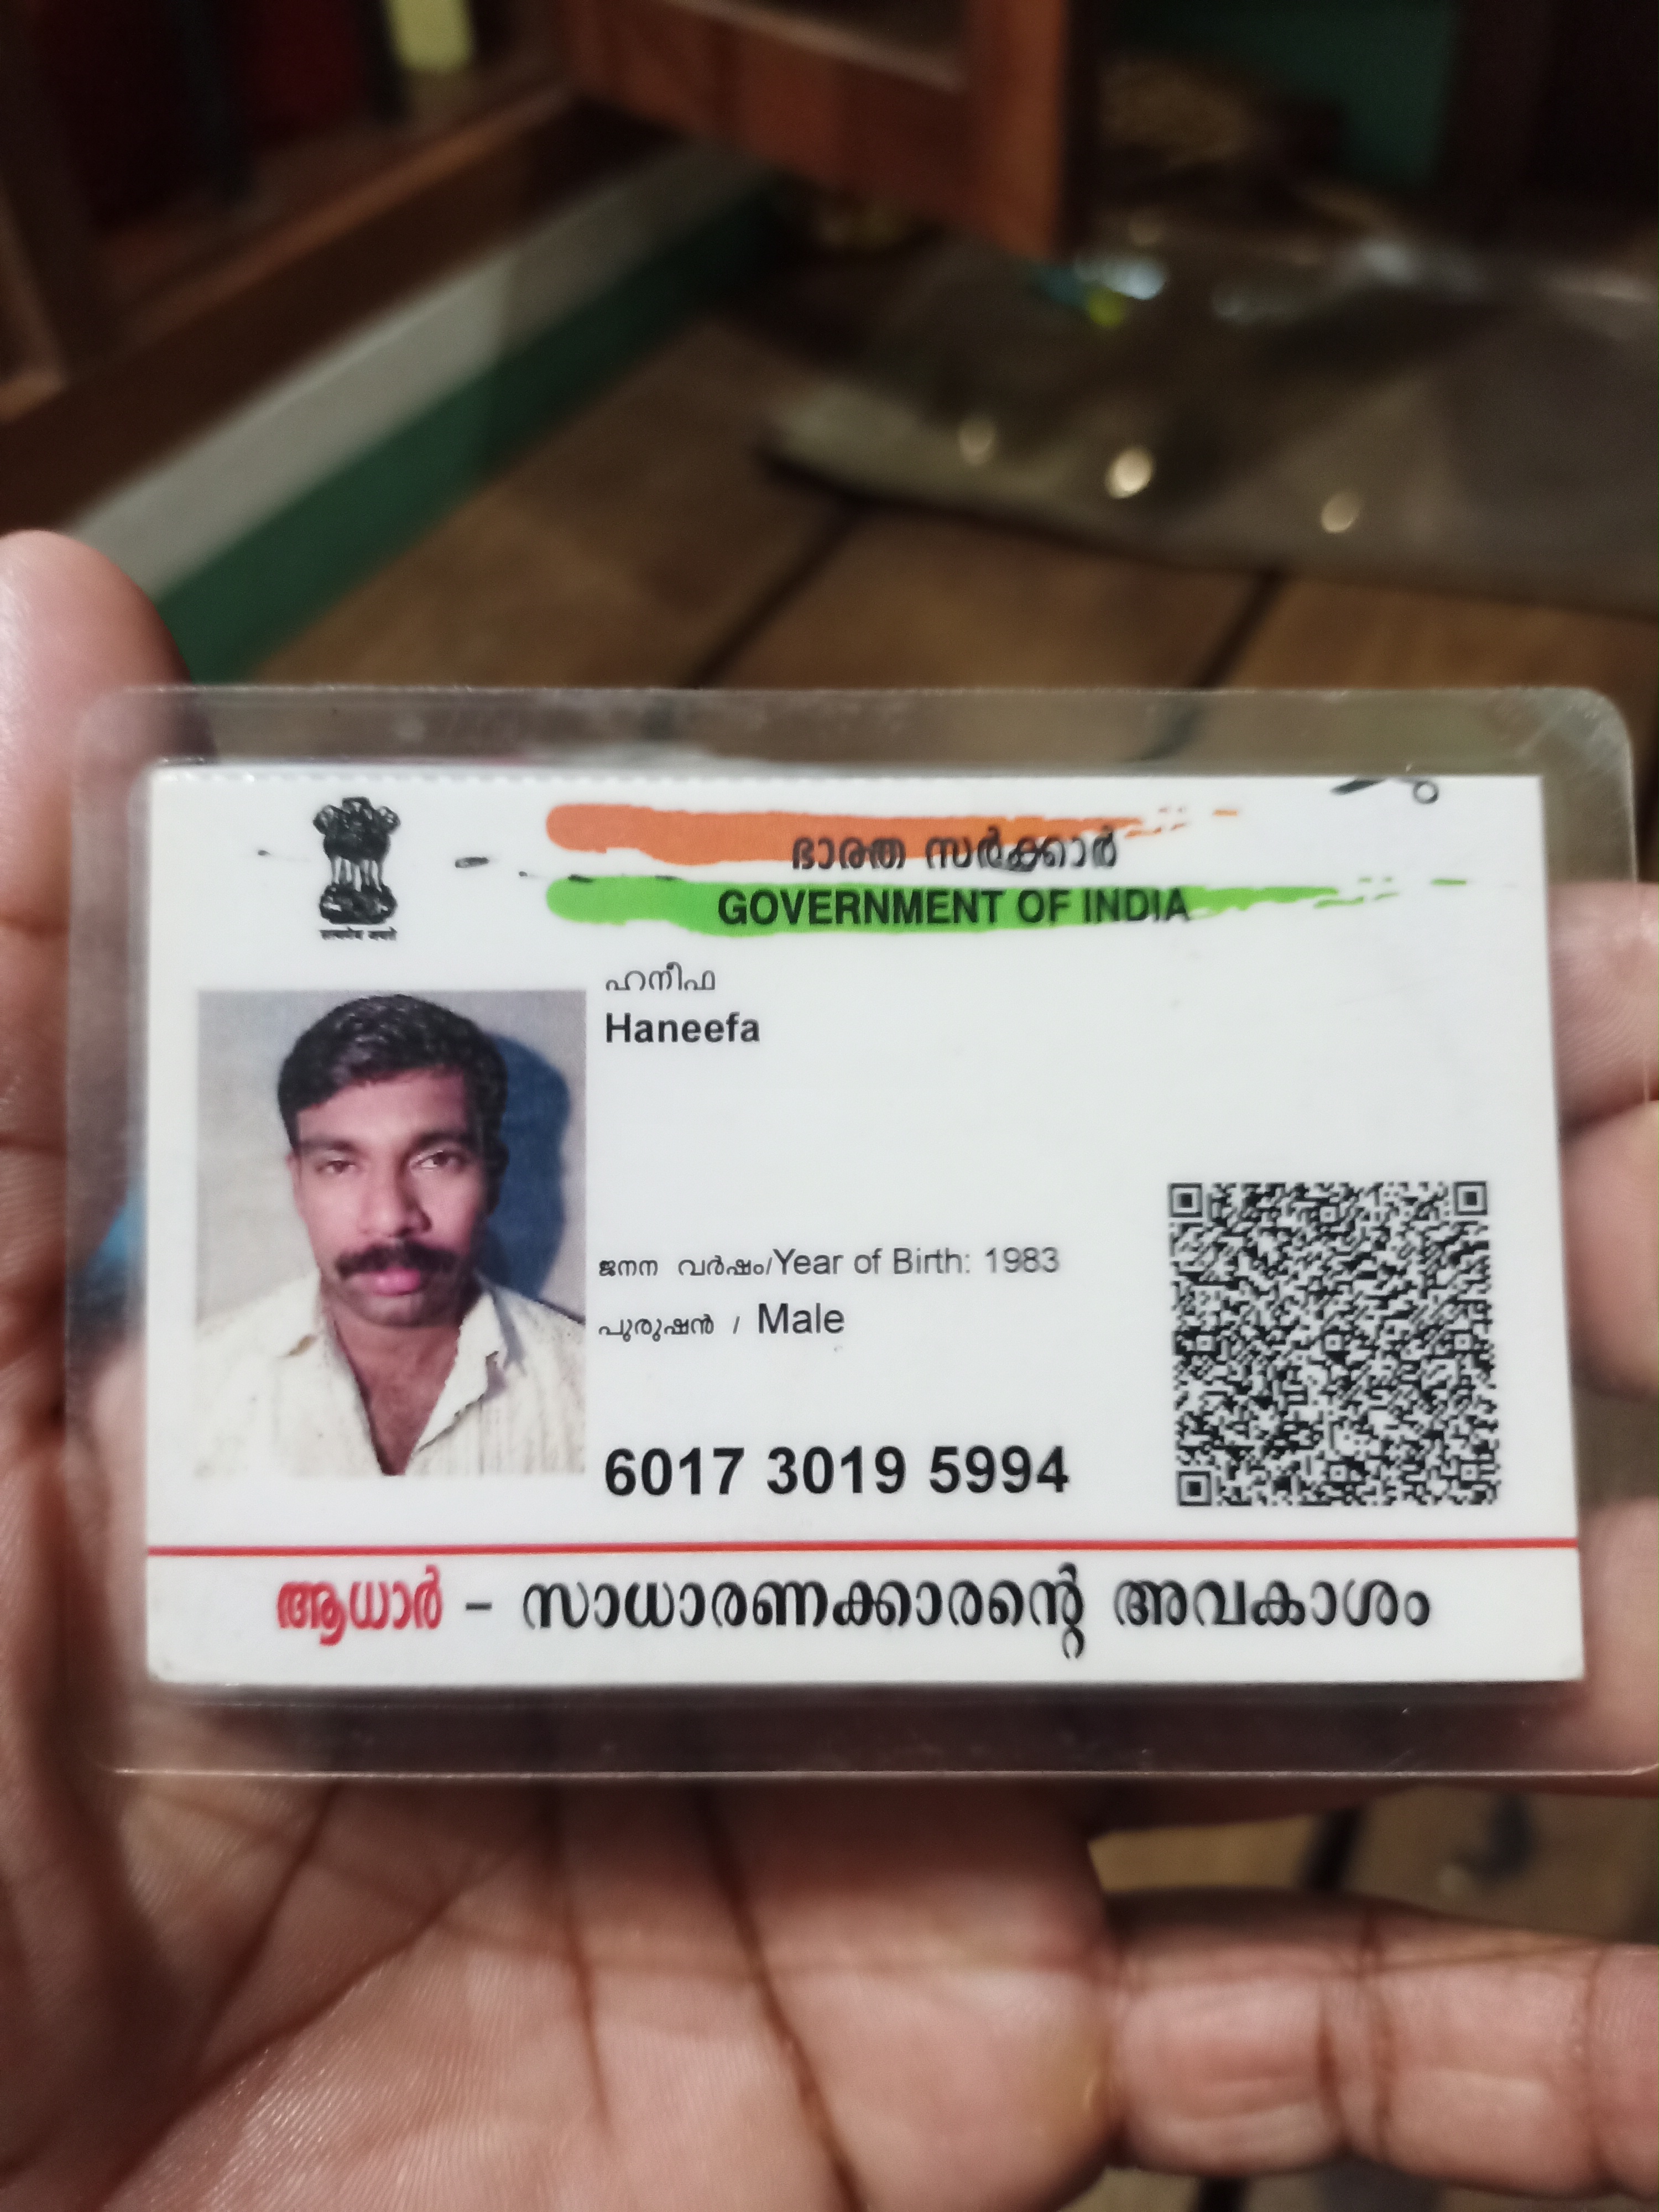 सत्यमेव जयते
ഭാരത സർക്കാർ
GOVERNMENT OF INDIA
ഹനീഫ
Haneefa
ജനന വർഷം/Year of Birth: 1983
പുരുഷൻ / Male
6017 3019 5994
ആധാർ - സാധാരണക്കാരന്റെ അവകാശം